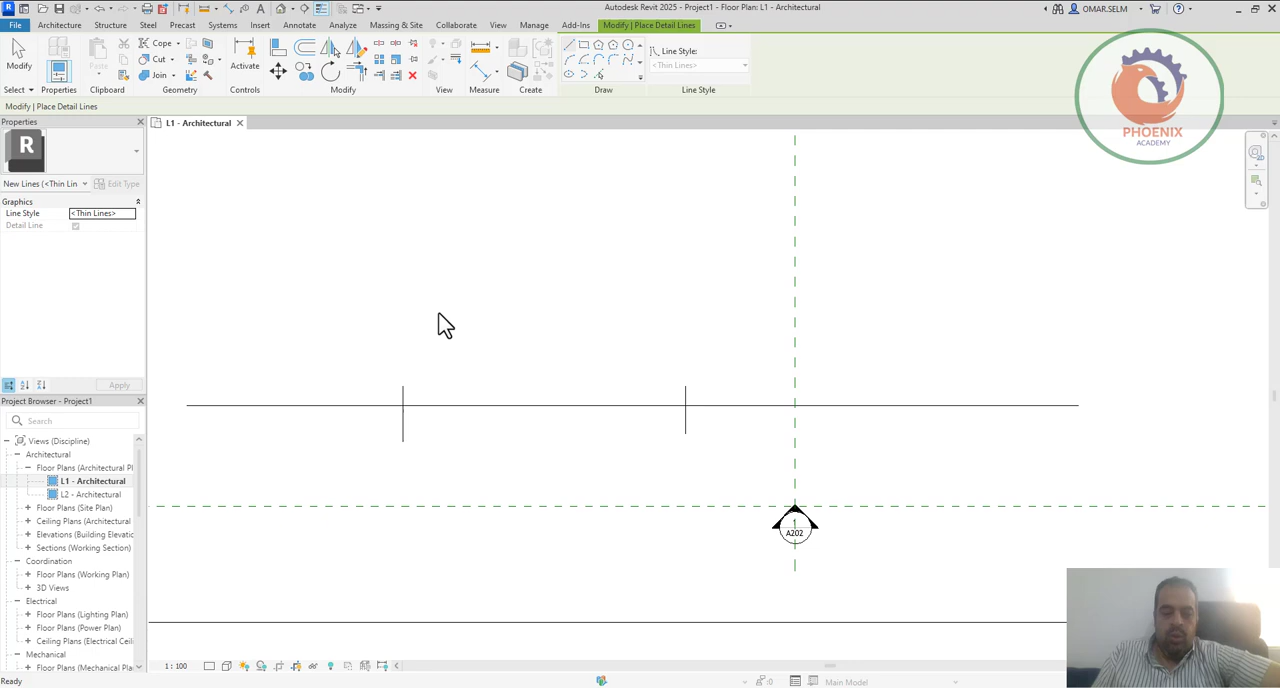 Autodesk Revit 2025 - Project1 - Floor Plan: L1 - Architectural
OMAR.SELM
File Architecture Structure Steel Precast Systems Insert Annotate Analyze Massing & Site Collaborate View Manage Add-Ins Modify | Place Detail Lines
Modify
Paste
Cope
Cut
Join
Activate
Line Style:
<Thin Lines>
Select Properties Clipboard Geometry Controls Modify View Measure Create Draw Line Style
Modify | Place Detail Lines
Properties
L1 - Architectural
R
New Lines (<Thin Lin
Edit Type
Graphics
Line Style <Thin Lines>
Detail Line
Apply
Project Browser - Project1
Search
Views (Discipline)
Architectural
Floor Plans (Architectural Pl
L1 - Architectural
L2 - Architectural
Floor Plans (Site Plan)
Ceiling Plans (Architectural
Elevations (Building Elevatio
Sections (Working Section)
Coordination
Floor Plans (Working Plan)
3D Views
Electrical
Floor Plans (Lighting Plan)
Floor Plans (Power Plan)
Ceiling Plans (Electrical Ceili
Mechanical
Floor Plans (Mechanical Pla
1
A202
PHOENIX
ACADEMY
1 : 100
Ready
:0
Main Model